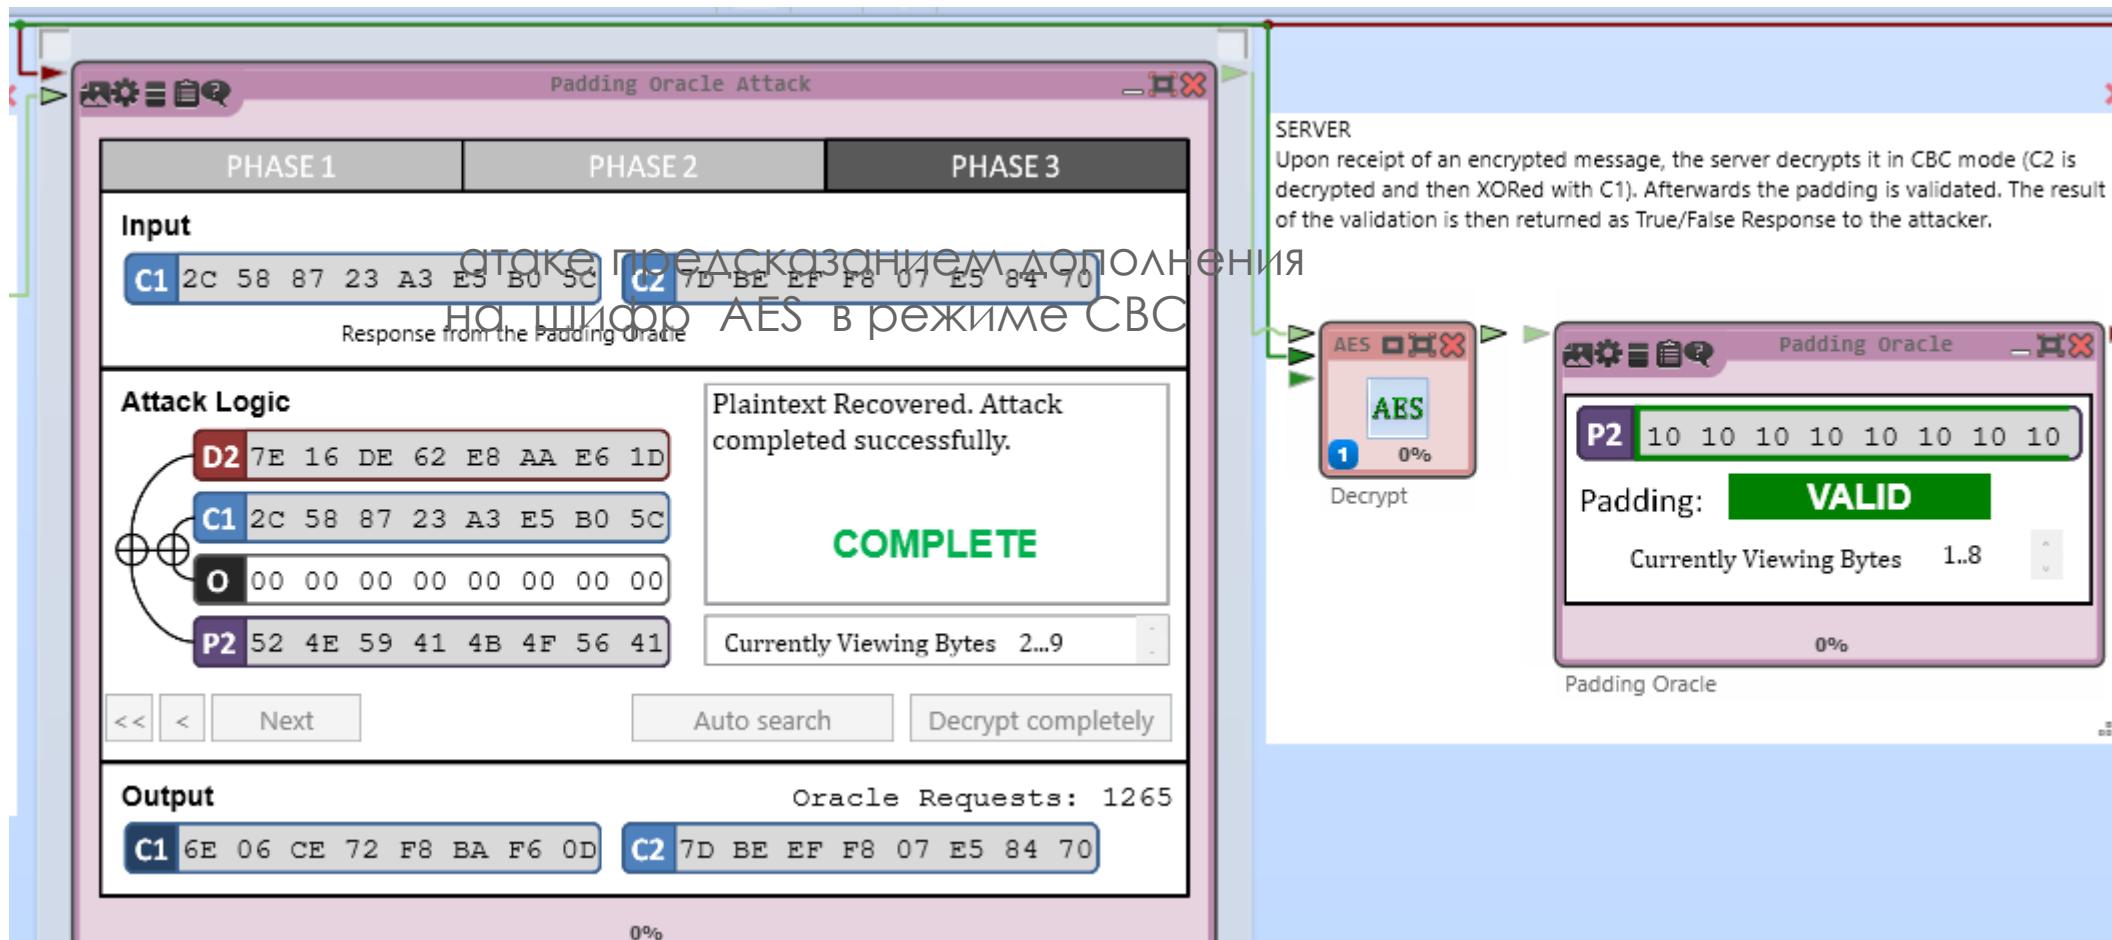 Padding Oracle Attack
PHASE 1 PHASE 2 PHASE 3
Input
C1 2C 58 87 23 A3 E5 B0 5C C2 7D BE EF F8 07 E5 84 70
атаке предсказанием дополнения
на шифр AES в режиме CBC
Response from the Padding Oracle
Attack Logic
D2 7E 16 DE 62 E8 AA E6 1D
C1 2C 58 87 23 A3 E5 B0 5C
O 00 00 00 00 00 00 00 00
P2 52 4E 59 41 4B 4F 56 41
Plaintext Recovered. Attack
completed successfully.
COMPLETE
Currently Viewing Bytes 2...9
<< < Next Auto search Decrypt completely
Output Oracle Requests: 1265
C1 6E 06 CE 72 F8 BA F6 0D C2 7D BE EF F8 07 E5 84 70
0%
SERVER
Upon receipt of an encrypted message, the server decrypts it in CBC mode (C2 is
decrypted and then XORed with C1). Afterwards the padding is validated. The result
of the validation is then returned as True/False Response to the attacker.
AES
AES
1 0%
Decrypt
Padding Oracle
P2 10 10 10 10 10 10 10 10
Padding: VALID
Currently Viewing Bytes 1..8
0%
Padding Oracle